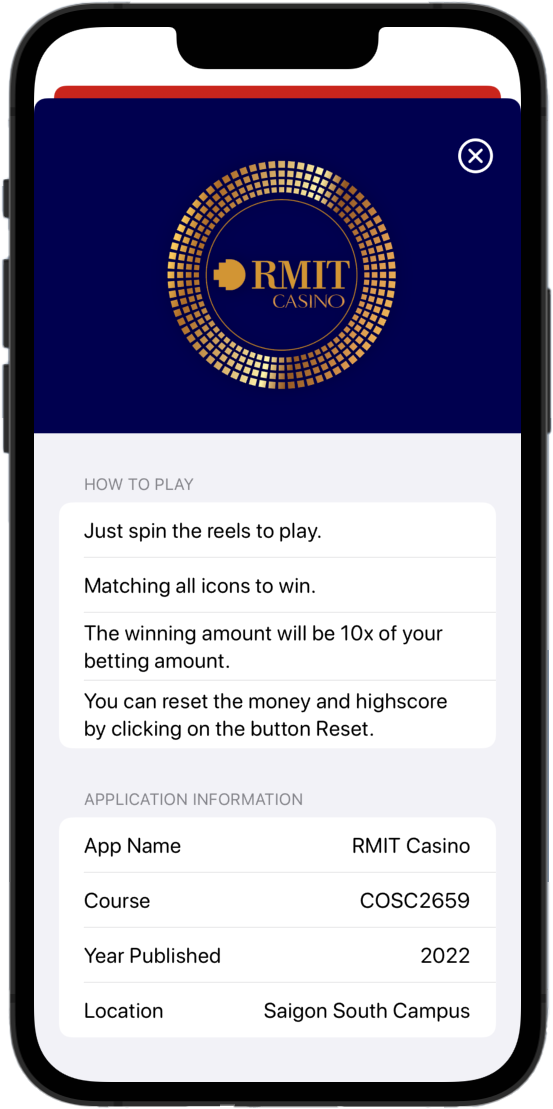 RMIT
CASINO
HOW TO PLAY
Just spin the reels to play.
Matching all icons to win.
The winning amount will be 10x of your
betting amount.
You can reset the money and highscore
by clicking on the button Reset.
APPLICATION INFORMATION
App Name RMIT Casino
Course COSC2659
Year Published 2022
Location Saigon South Campus